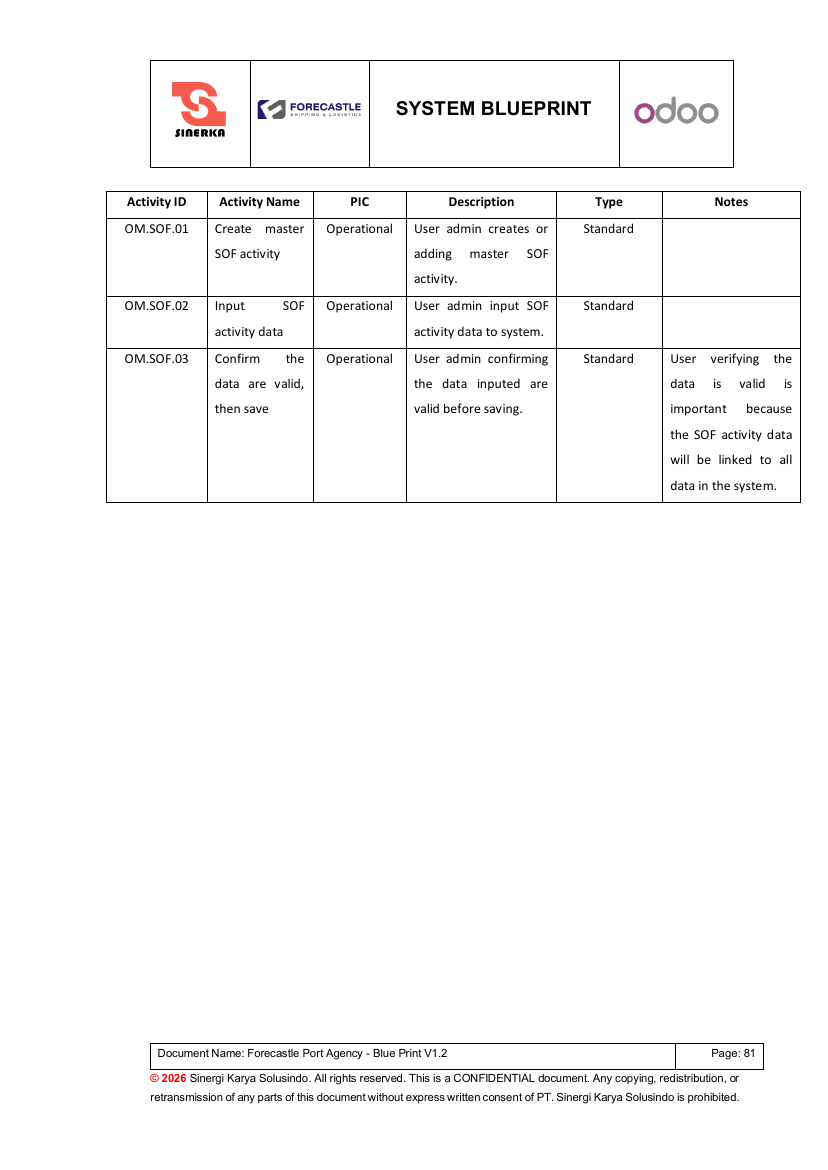 SINERKA
FORECASTLE
SHIPPING & LOGISTICS
SYSTEM BLUEPRINT
odoo
Activity ID Activity Name PIC Description Type Notes
OM.SOF.01 Create master Operational User admin creates or Standard
SOF activity adding master SOF
activity.
OM.SOF.02 Input SOF Operational User admin input SOF Standard
activity data activity data to system.
OM.SOF.03 Confirm the Operational User admin confirming Standard User verifying the
data are valid, the data inputed are data is valid is
then save valid before saving. important because
the SOF activity data
will be linked to all
data in the system.
Document Name: Forecastle Port Agency - Blue Print V1.2 Page: 81
© 2026 Sinergi Karya Solusindo. All rights reserved. This is a CONFIDENTIAL document. Any copying, redistribution, or
retransmission of any parts of this document without express written consent of PT. Sinergi Karya Solusindo is prohibited.